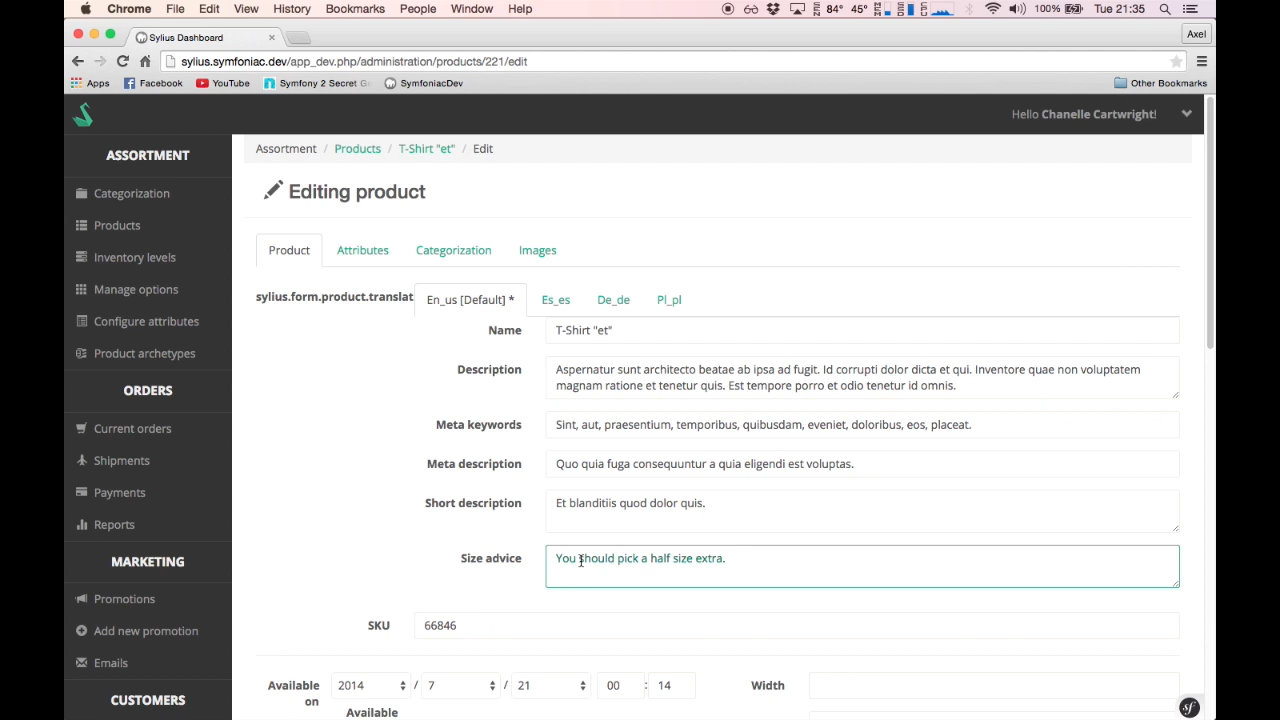 Chrome File Edit View History Bookmarks People Window Help 84° 45° 100% Tue 21:35
Sylius Dashboard Axel
sylius.symfoniac.dev/app_dev.php/administration/products/221/edit
Apps Facebook YouTube Symfony 2 Secret SymfoniacDev Other Bookmarks
Hello Chanelle Cartwright!
ASSORTMENT
Categorization
Products
Inventory levels
Manage options
Configure attributes
Product archetypes
ORDERS
Current orders
Shipments
Payments
Reports
MARKETING
Promotions
Add new promotion
Emails
CUSTOMERS
Assortment / Products / T-Shirt "et" / Edit
Editing product
Product Attributes Categorization Images
sylius.form.product.translat En_us [Default] * Es_es De_de Pl_pl
Name T-Shirt "et"
Description Aspernatur sunt architecto beatae ab ipsa ad fugit. Id corrupti dolor dicta et qui. Inventore quae non voluptatem
magnam ratione et tenetur quis. Est tempore porro et odio tenetur id omnis.
Meta keywords Sint, aut, praesentium, temporibus, quibusdam, eveniet, doloribus, eos, placeat.
Meta description Quo quia fuga consequuntur a quia eligendi est voluptas.
Short description Et blanditiis quod dolor quis.
Size advice You should pick a half size extra.
SKU 66846
Available on 2014 / 7 / 21 00 : 14 Width
Available
sf